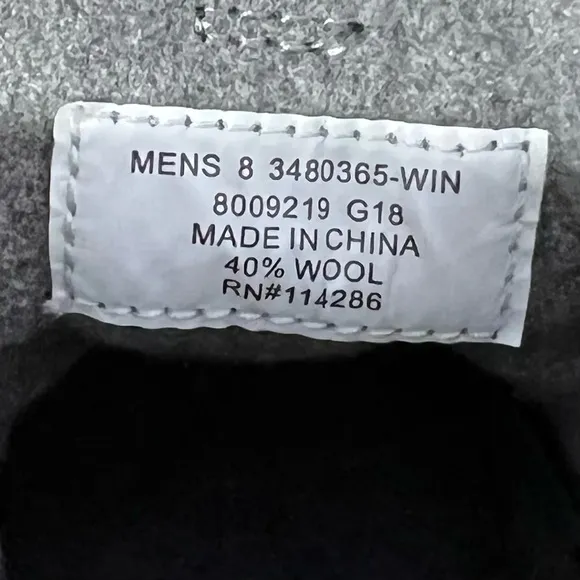 MENS 8 3480365-WIN
8009219 G18
MADE IN CHINA
40% WOOL
RN#114286